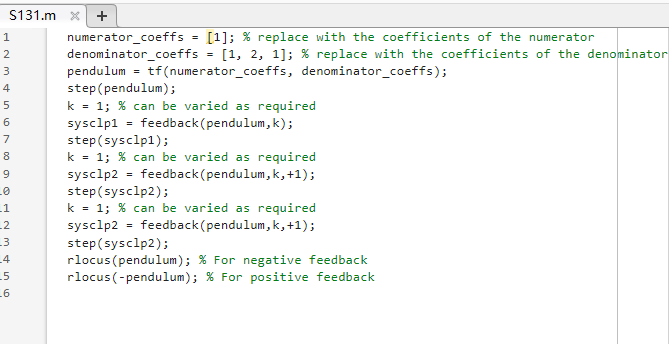 S131.m × +
1 numerator_coeffs = [1]; % replace with the coefficients of the numerator
2 denominator_coeffs = [1, 2, 1]; % replace with the coefficients of the denominator
3 pendulum = tf(numerator_coeffs, denominator_coeffs);
4 step(pendulum);
5 k = 1; % can be varied as required
6 sysclp1 = feedback(pendulum,k);
7 step(sysclp1);
8 k = 1; % can be varied as required
9 sysclp2 = feedback(pendulum,k,+1);
10 step(sysclp2);
11 k = 1; % can be varied as required
12 sysclp2 = feedback(pendulum,k,+1);
13 step(sysclp2);
14 rlocus(pendulum); % For negative feedback
15 rlocus(-pendulum); % For positive feedback
16